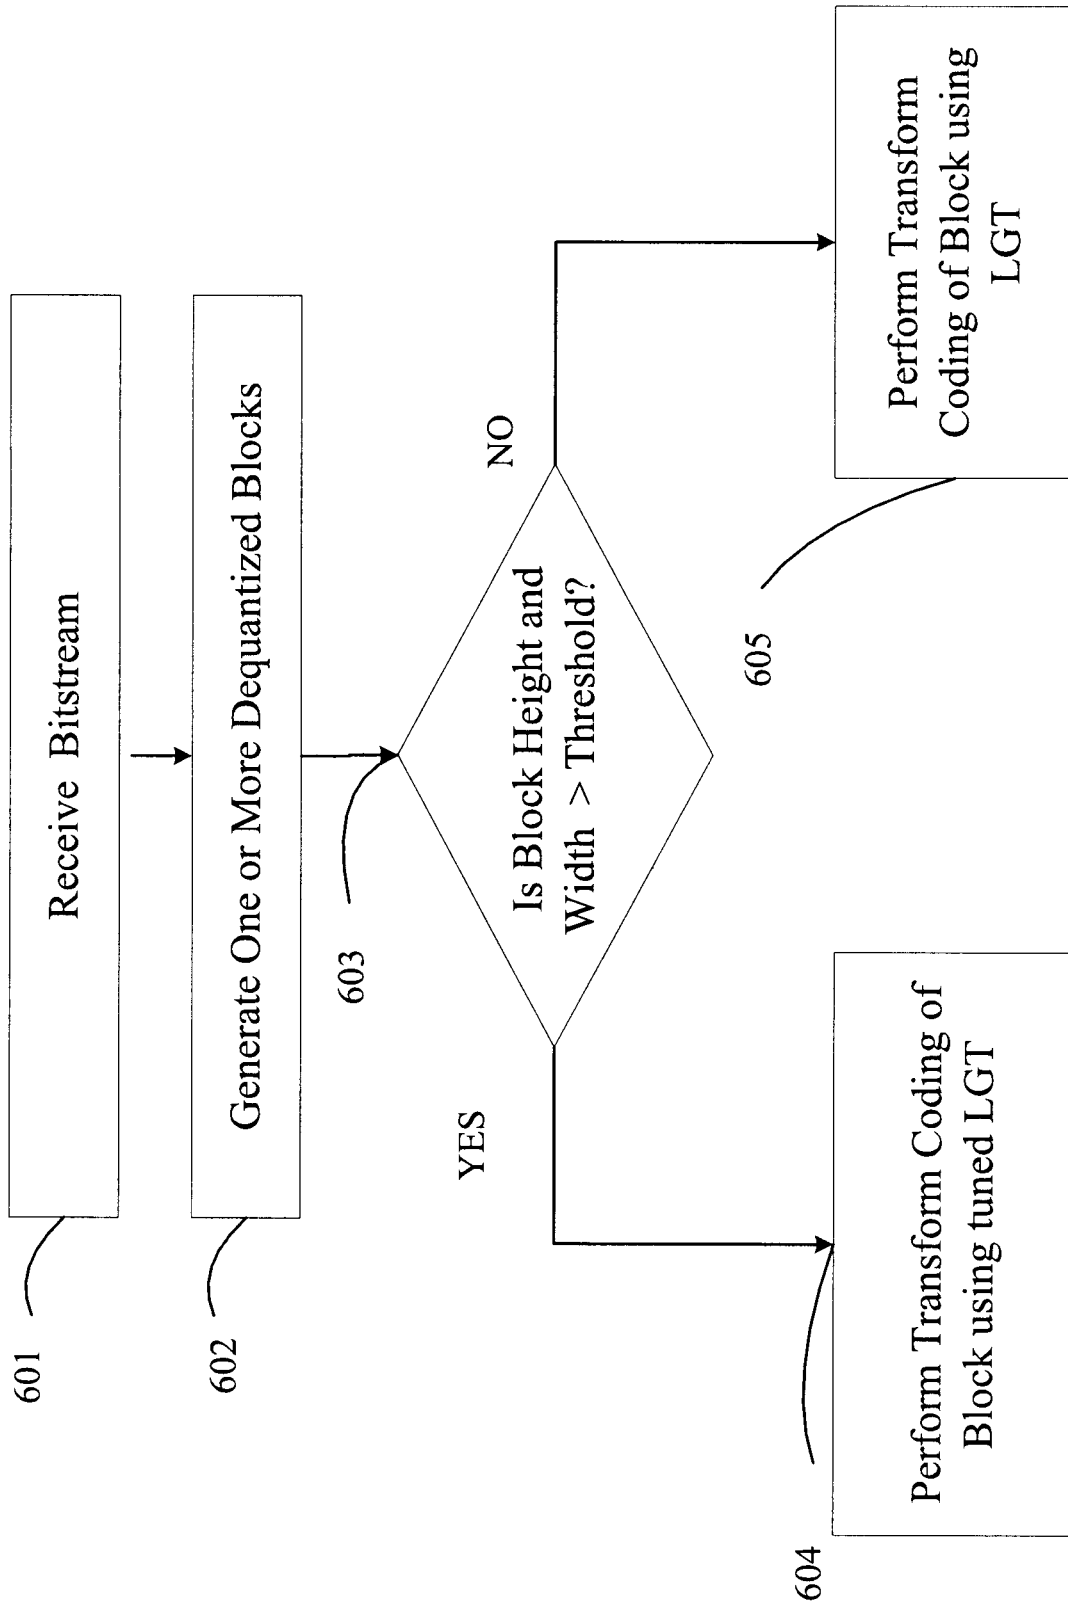 Receive Bitstream
601
Generate One or More Dequantized Blocks
602
603
Is Block Height and
Width > Threshold?
YES
NO
Perform Transform Coding of
Block using tuned LGT
604
Perform Transform
Coding of Block using
LGT
605